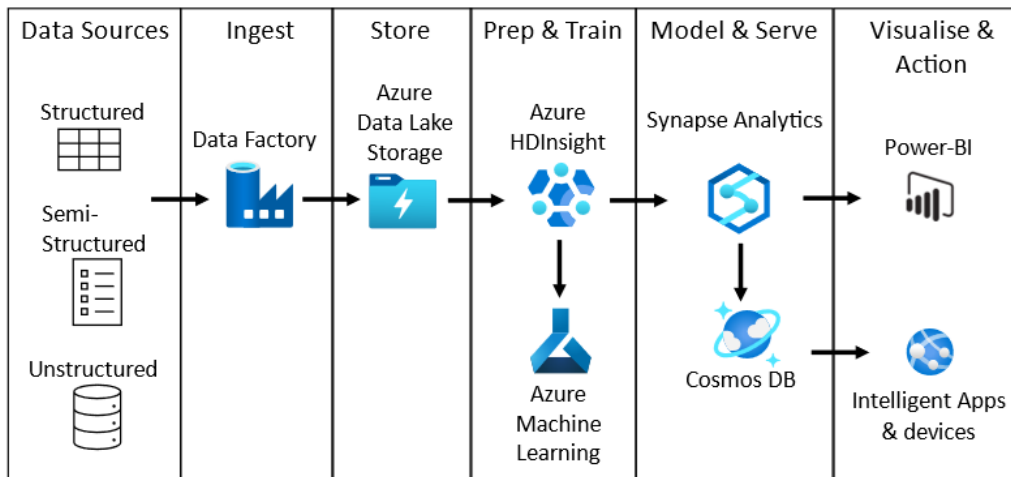 Data Sources
Ingest
Store
Prep & Train
Model & Serve
Visualise &
Action
Structured
Semi-
Structured
Unstructured
Data Factory
Azure
Data Lake
Storage
Azure
HDInsight
Azure
Machine
Learning
Synapse Analytics
Cosmos DB
Power-BI
Intelligent Apps
& devices